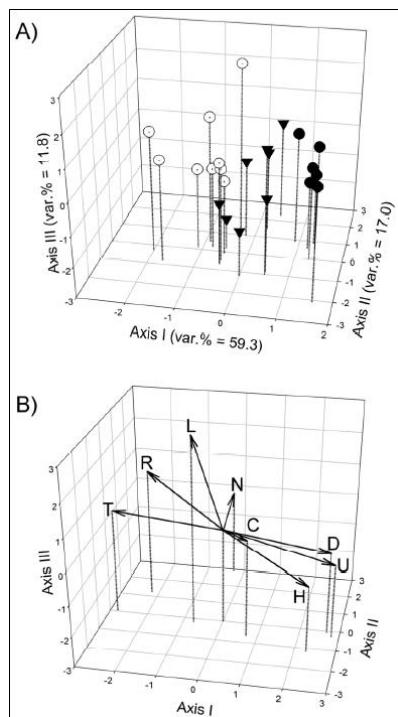 A)
3
2
1
0
-1
-2
-3
Axis III (var.% = 11.8)
-2
-1
0
1
2
Axis I (var.% = 59.3)
3
2
1
0
-1
-2
-3
Axis II (var.% = 17.0)
B)
L
R
N
T
C
D
U
H
3
2
1
0
-1
-2
-3
Axis III
-2
-1
0
1
2
3
Axis I
3
2
1
0
-1
-2
-3
Axis II